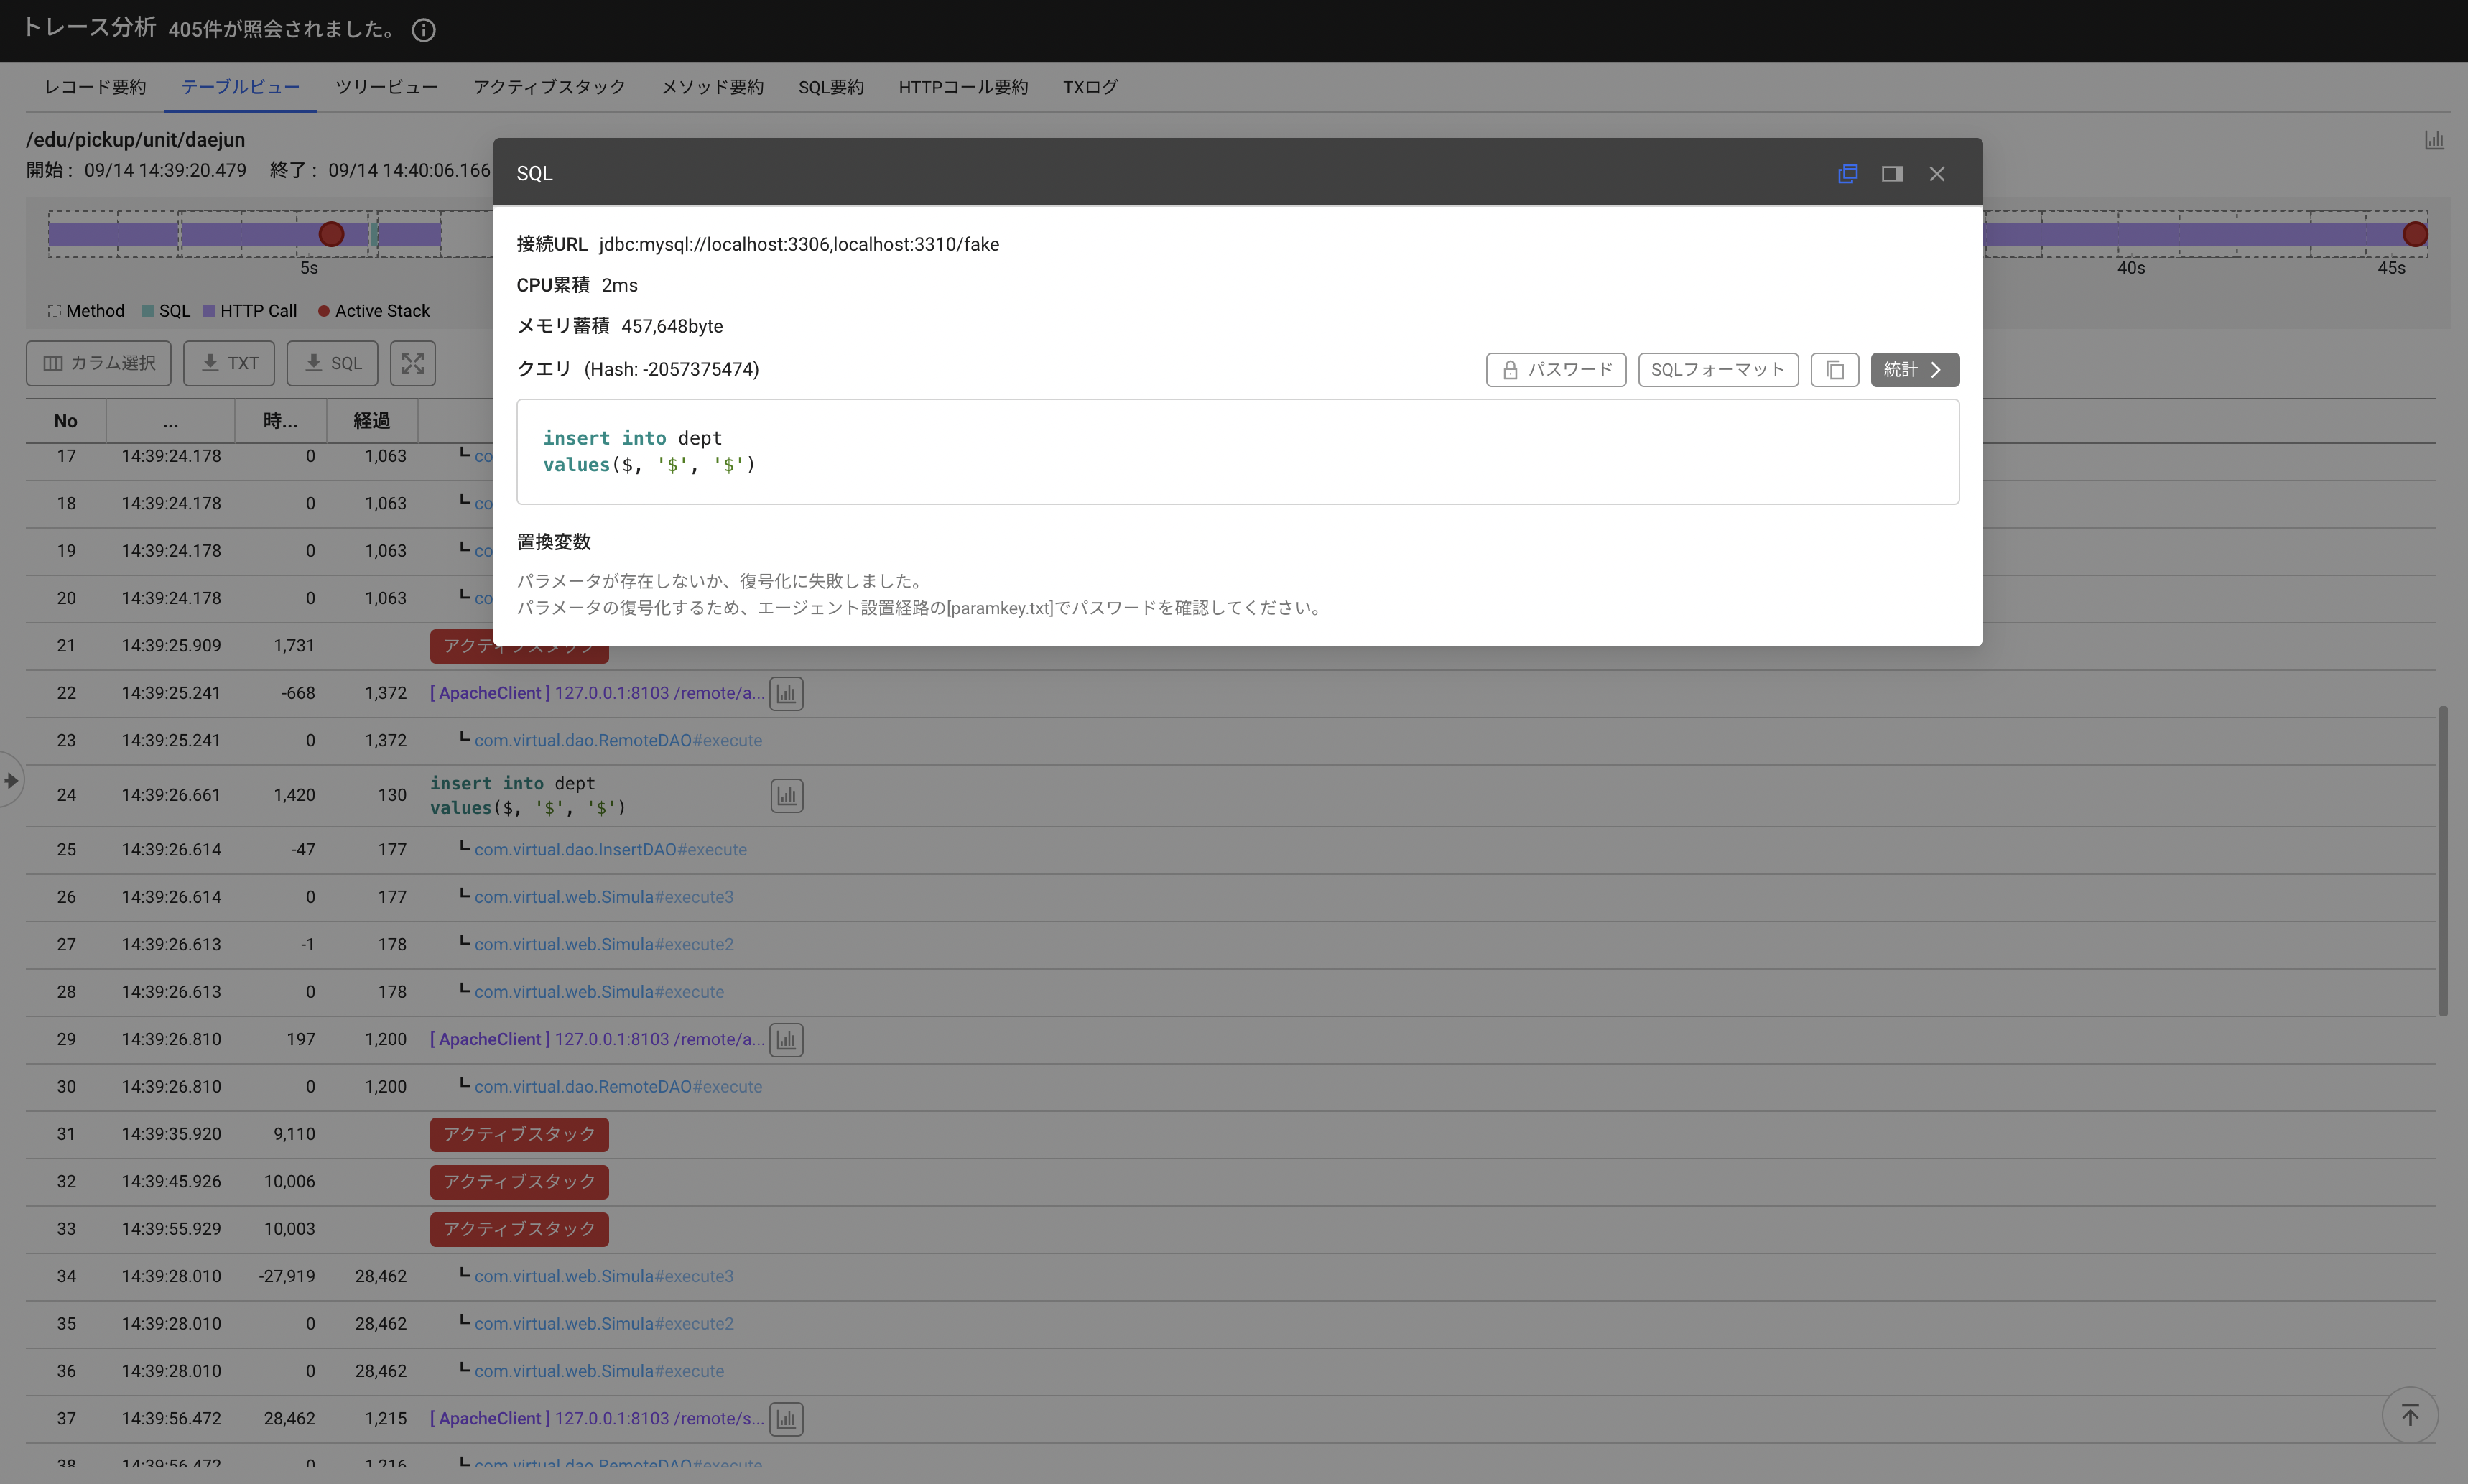 トレース分析 405件が照会されました。
レコード要約 テーブルビュー ツリービュー アクティブスタック メソッド要約 SQL要約 HTTPコール要約 TXログ
/edu/pickup/unit/daejun
開始: 09/14 14:39:20.479 終了: 09/14 14:40:06.166
5s 40s 45s
Method SQL HTTP Call Active Stack
カラム選択 TXT SQL
SQL
接続URL jdbc:mysql://localhost:3306,localhost:3310/fake
CPU累積 2ms
メモリ蓄積 457,648byte
クエリ (Hash: -2057375474) パスワード SQLフォーマット 統計
insert into dept
values($, '$', '$')
置換変数
パラメータが存在しないか、復号化に失敗しました。
パラメータの復号化するため、エージェント設置経路の[paramkey.txt]でパスワードを確認してください。
No ... 時... 経過
17 14:39:24.178 0 1,063 co
18 14:39:24.178 0 1,063 co
19 14:39:24.178 0 1,063 co
20 14:39:24.178 0 1,063 co
21 14:39:25.909 1,731 アクティブスタック
22 14:39:25.241 -668 1,372 [ ApacheClient ] 127.0.0.1:8103 /remote/a...
23 14:39:25.241 0 1,372 com.virtual.dao.RemoteDAO#execute
24 14:39:26.661 1,420 130 insert into dept
values($, '$', '$')
25 14:39:26.614 -47 177 com.virtual.dao.InsertDAO#execute
26 14:39:26.614 0 177 com.virtual.web.Simula#execute3
27 14:39:26.613 -1 178 com.virtual.web.Simula#execute2
28 14:39:26.613 0 178 com.virtual.web.Simula#execute
29 14:39:26.810 197 1,200 [ ApacheClient ] 127.0.0.1:8103 /remote/a...
30 14:39:26.810 0 1,200 com.virtual.dao.RemoteDAO#execute
31 14:39:35.920 9,110 アクティブスタック
32 14:39:45.926 10,006 アクティブスタック
33 14:39:55.929 10,003 アクティブスタック
34 14:39:28.010 -27,919 28,462 com.virtual.web.Simula#execute3
35 14:39:28.010 0 28,462 com.virtual.web.Simula#execute2
36 14:39:28.010 0 28,462 com.virtual.web.Simula#execute
37 14:39:56.472 28,462 1,215 [ ApacheClient ] 127.0.0.1:8103 /remote/s...
38 14:39:56.472 0 1,216 com.virtual.dao.RemoteDAO#execute